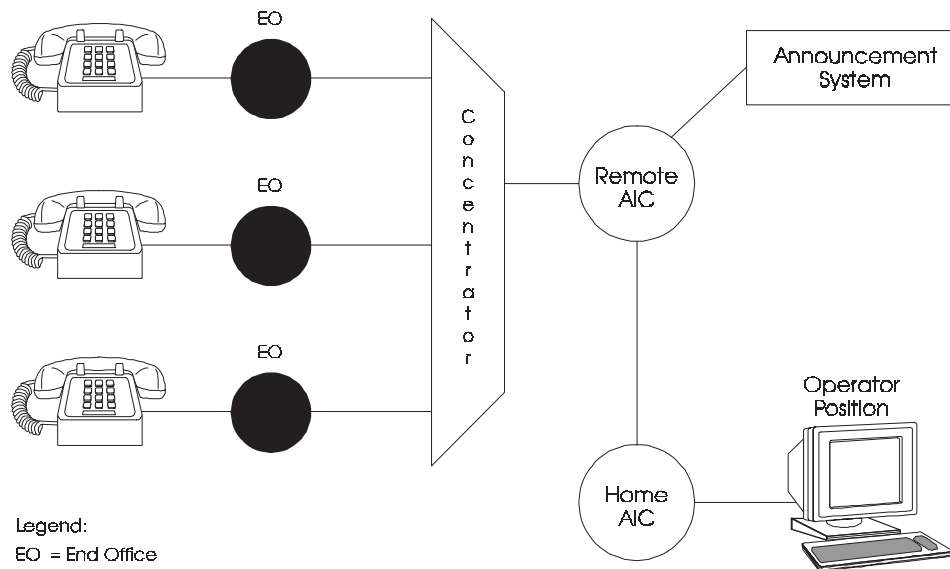 EO
EO
EO
Concentrator
Remote
AIC
Announcement
System
Home
AIC
Operator
Position
Legend:
EO = End Office